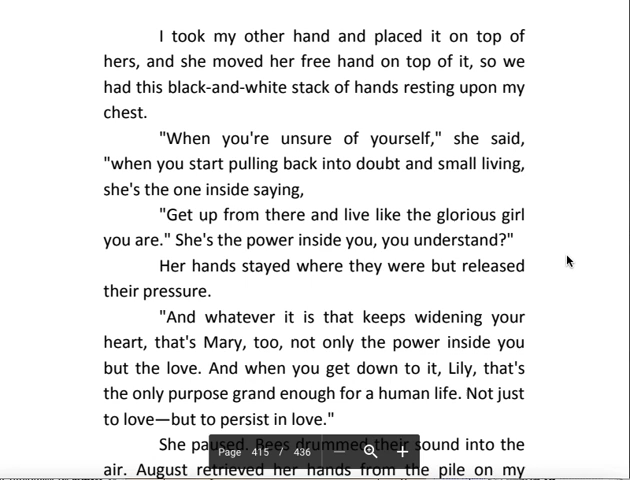 I took my other hand and placed it on top of
hers, and she moved her free hand on top of it, so we
had this black-and-white stack of hands resting upon my
chest.
"When you're unsure of yourself," she said,
"when you start pulling back into doubt and small living,
she's the one inside saying,
"Get up from there and live like the glorious girl
you are." She's the power inside you, you understand?"
Her hands stayed where they were but released
their pressure.
"And whatever it is that keeps widening your
heart, that's Mary, too, not only the power inside you
but the love. And when you get down to it, Lily, that's
the only purpose grand enough for a human life. Not just
to love—but to persist in love."
She paused. Bees drummed their sound into the
Page 415 / 436
air. August retrieved her hands from the pile on my